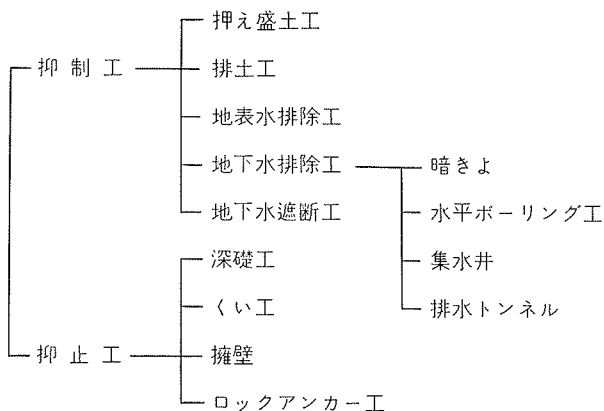 押え盛土工
抑制工
排土工
地表水排除工
地下水排除工
暗きよ
地下水遮断工
水平ボーリング工
深礎工
集水井
くい工
排水トンネル
抑止工
擁壁
ロックアンカー工